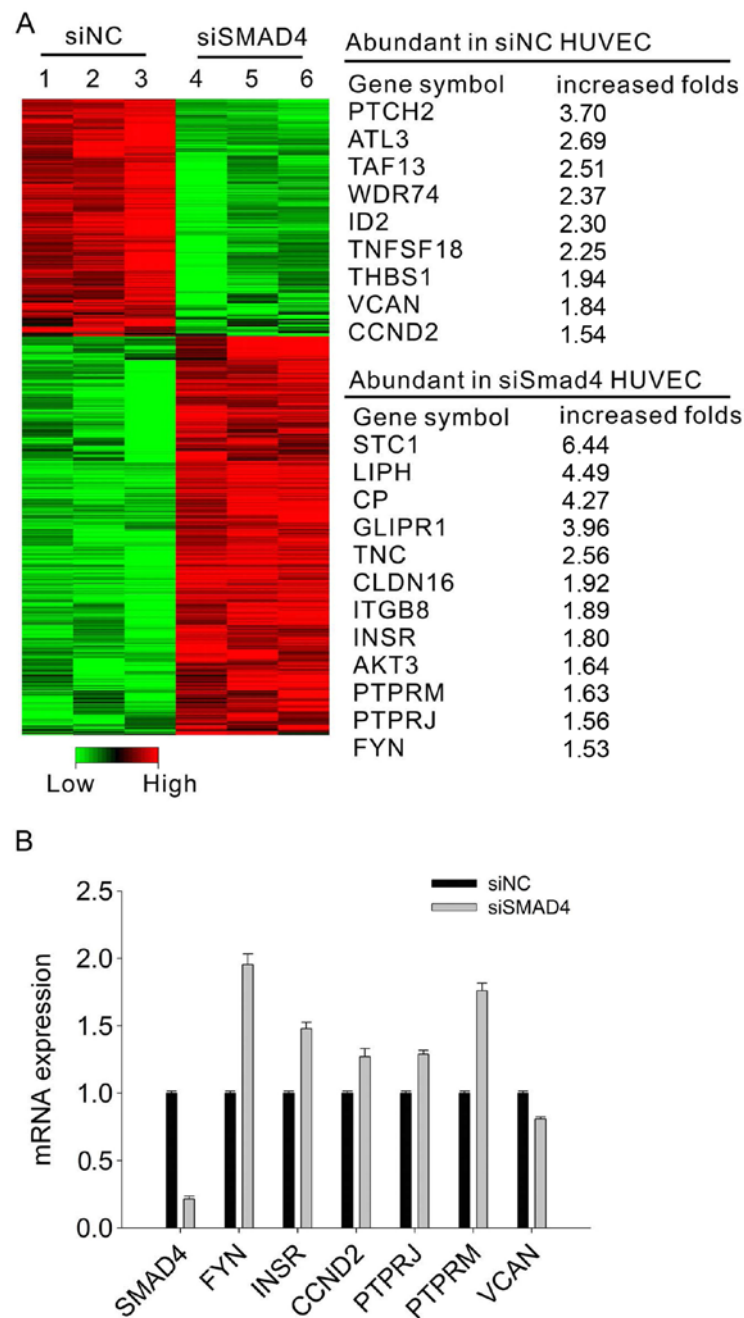 A
siNC siSMAD4
1 2 3 4 5 6
Low High
Abundant in siNC HUVEC
Gene symbol increased folds
PTCH2 3.70
ATL3 2.69
TAF13 2.51
WDR74 2.37
ID2 2.30
TNFSF18 2.25
THBS1 1.94
VCAN 1.84
CCND2 1.54
Abundant in siSmad4 HUVEC
Gene symbol increased folds
STC1 6.44
LIPH 4.49
CP 4.27
GLIPR1 3.96
TNC 2.56
CLDN16 1.92
ITGB8 1.89
INSR 1.80
AKT3 1.64
PTPRM 1.63
PTPRJ 1.56
FYN 1.53
B
siNC
siSMAD4
mRNA expression
2.5
2.0
1.5
1.0
0.5
0.0
SMAD4 FYN INSR CCND2 PTPRJ PTPRM VCAN